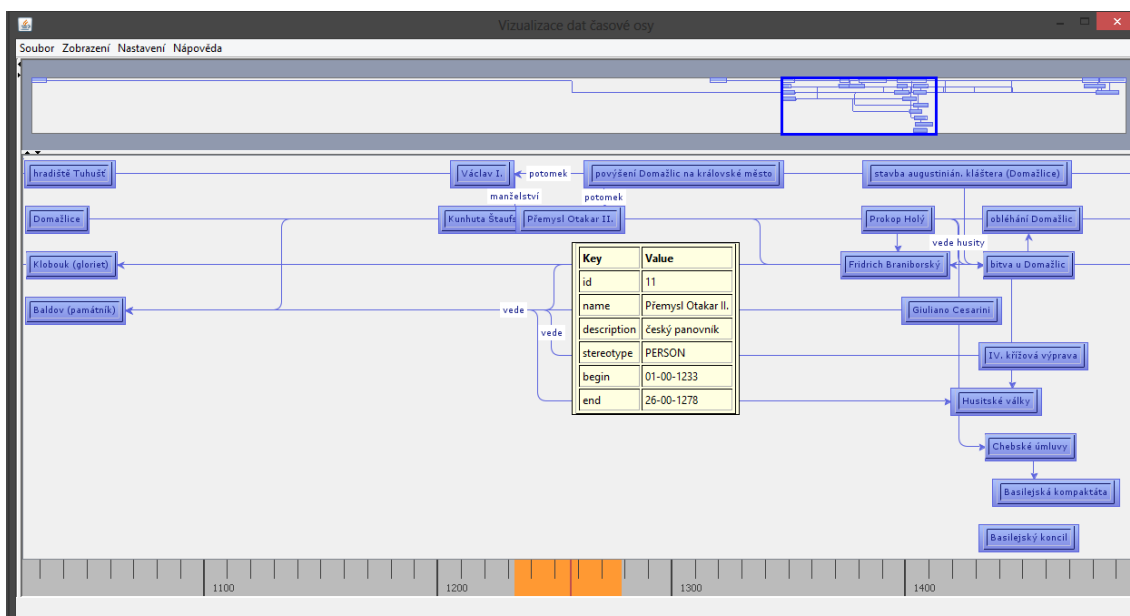 Vizualizace dat časové osy
Soubor Zobrazení Nastavení Nápověda
hradiště Tuhušť
Václav I.
potomek
povýšení Domažlic na královské město
stavba augustinián. kláštera (Domažlice)
manželství
potomek
Domažlice
Kunhuta Štaufs
Přemysl Otakar II.
Prokop Holý
obléhání Domažlic
vede husity
Klobouk (gloriet)
Fridrich Braniborský
bitva u Domažlic
Key Value
id 11
name Přemysl Otakar II.
description český panovník
stereotype PERSON
begin 01-00-1233
end 26-00-1278
Baldov (památník)
vede
Giuliano Cesarini
vede
IV. křížová výprava
Husitské války
Chebské úmluvy
Basilejská kompaktáta
Basilejský koncil
1100 1200 1300 1400